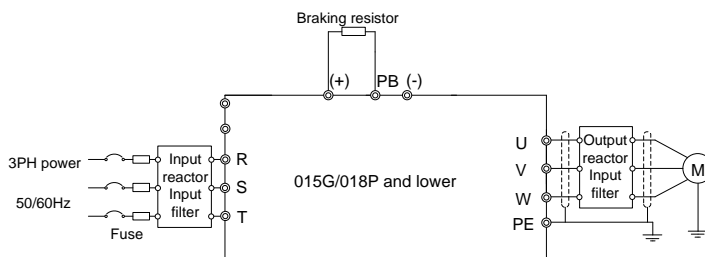 Braking resistor
(+) PB (-)
3PH power
50/60Hz
Fuse
Input
reactor
Input
filter
R
S
T
015G/018P and lower
U
V
W
PE
Output
reactor
Input
filter
M